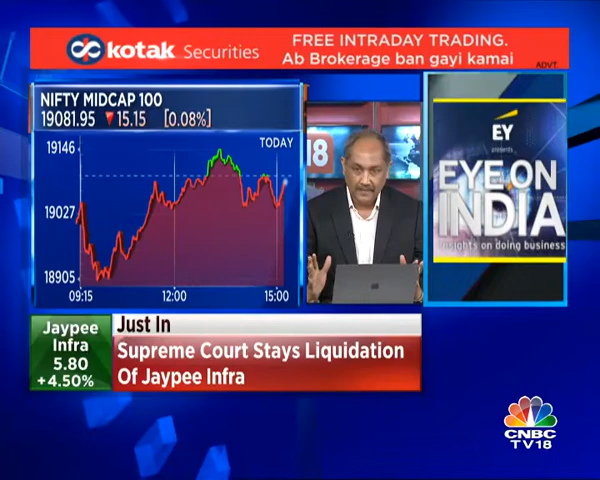 kotak Securities
FREE INTRADAY TRADING.
Ab Brokerage ban gayi kamai
ADVT.
NIFTY MIDCAP 100
19081.95 ▼15.15 [0.08%]
TODAY
19146
19027
18905
09:15 12:00 15:00
18
EY
presents
EYE ON
INDIA
insights on doing business
Jaypee
Infra
5.80
+4.50%
Just In
Supreme Court Stays Liquidation
Of Jaypee Infra
CNBC
TV18